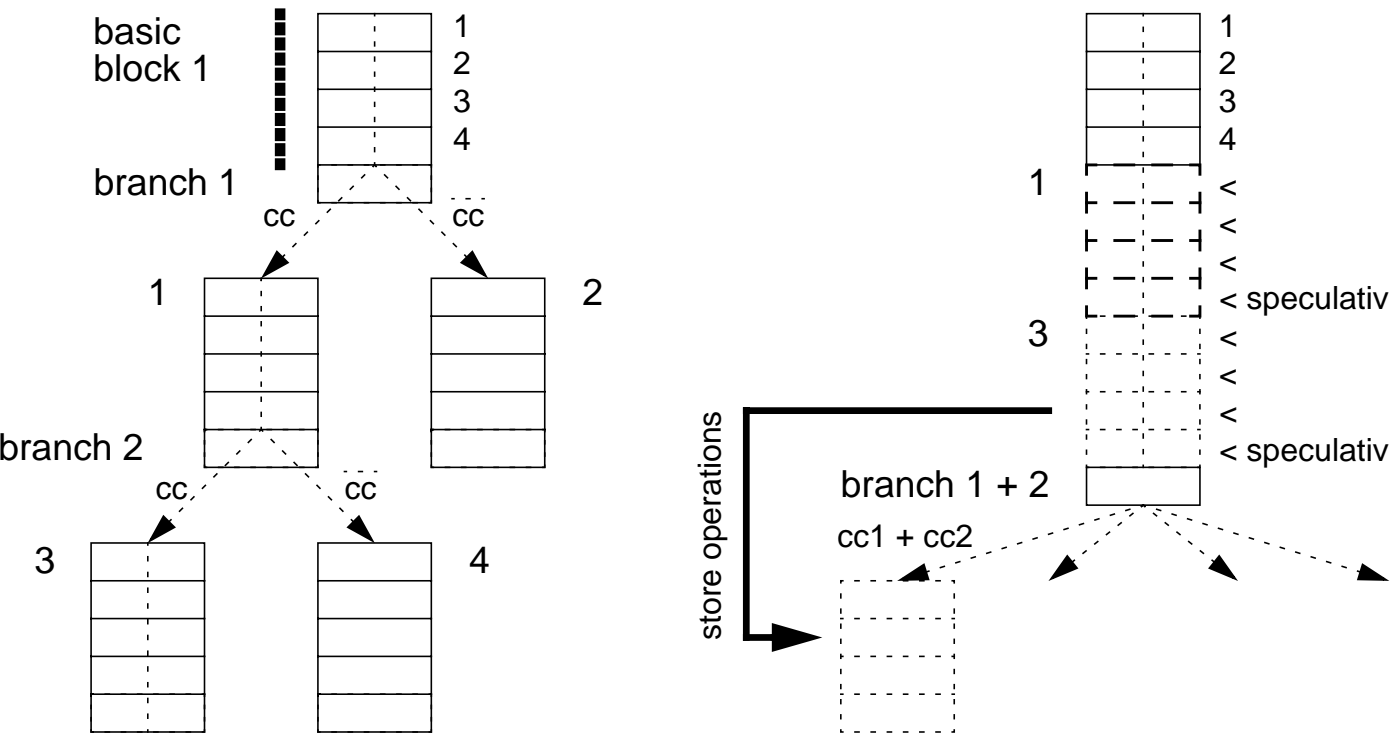 basic
block 1
1
2
3
4
branch 1
cc
cc
1
2
branch 2
cc
cc
3
4
1
2
3
4
1
<
<
<
< speculativ
3
<
<
<
< speculativ
store operations
branch 1 + 2
cc1 + cc2